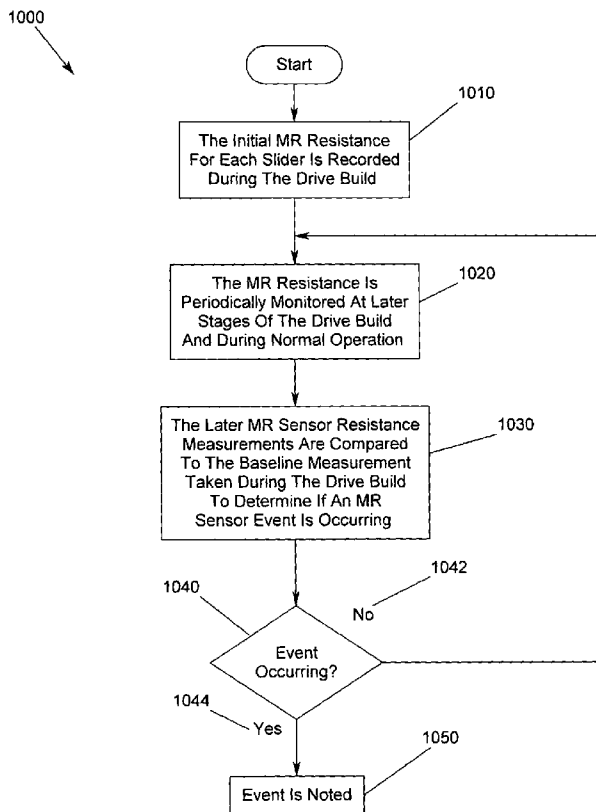 1000
Start
1010
The Initial MR Resistance
For Each Slider Is Recorded
During The Drive Build
The MR Resistance Is
Periodically Monitored At Later
Stages Of The Drive Build
And During Normal Operation
1020
The Later MR Sensor Resistance
Measurements Are Compared
To The Baseline Measurement
Taken During The Drive Build
To Determine If An MR
Sensor Event Is Occurring
1030
1040
1042
No
Event
Occurring?
1044
Yes
1050
Event Is Noted